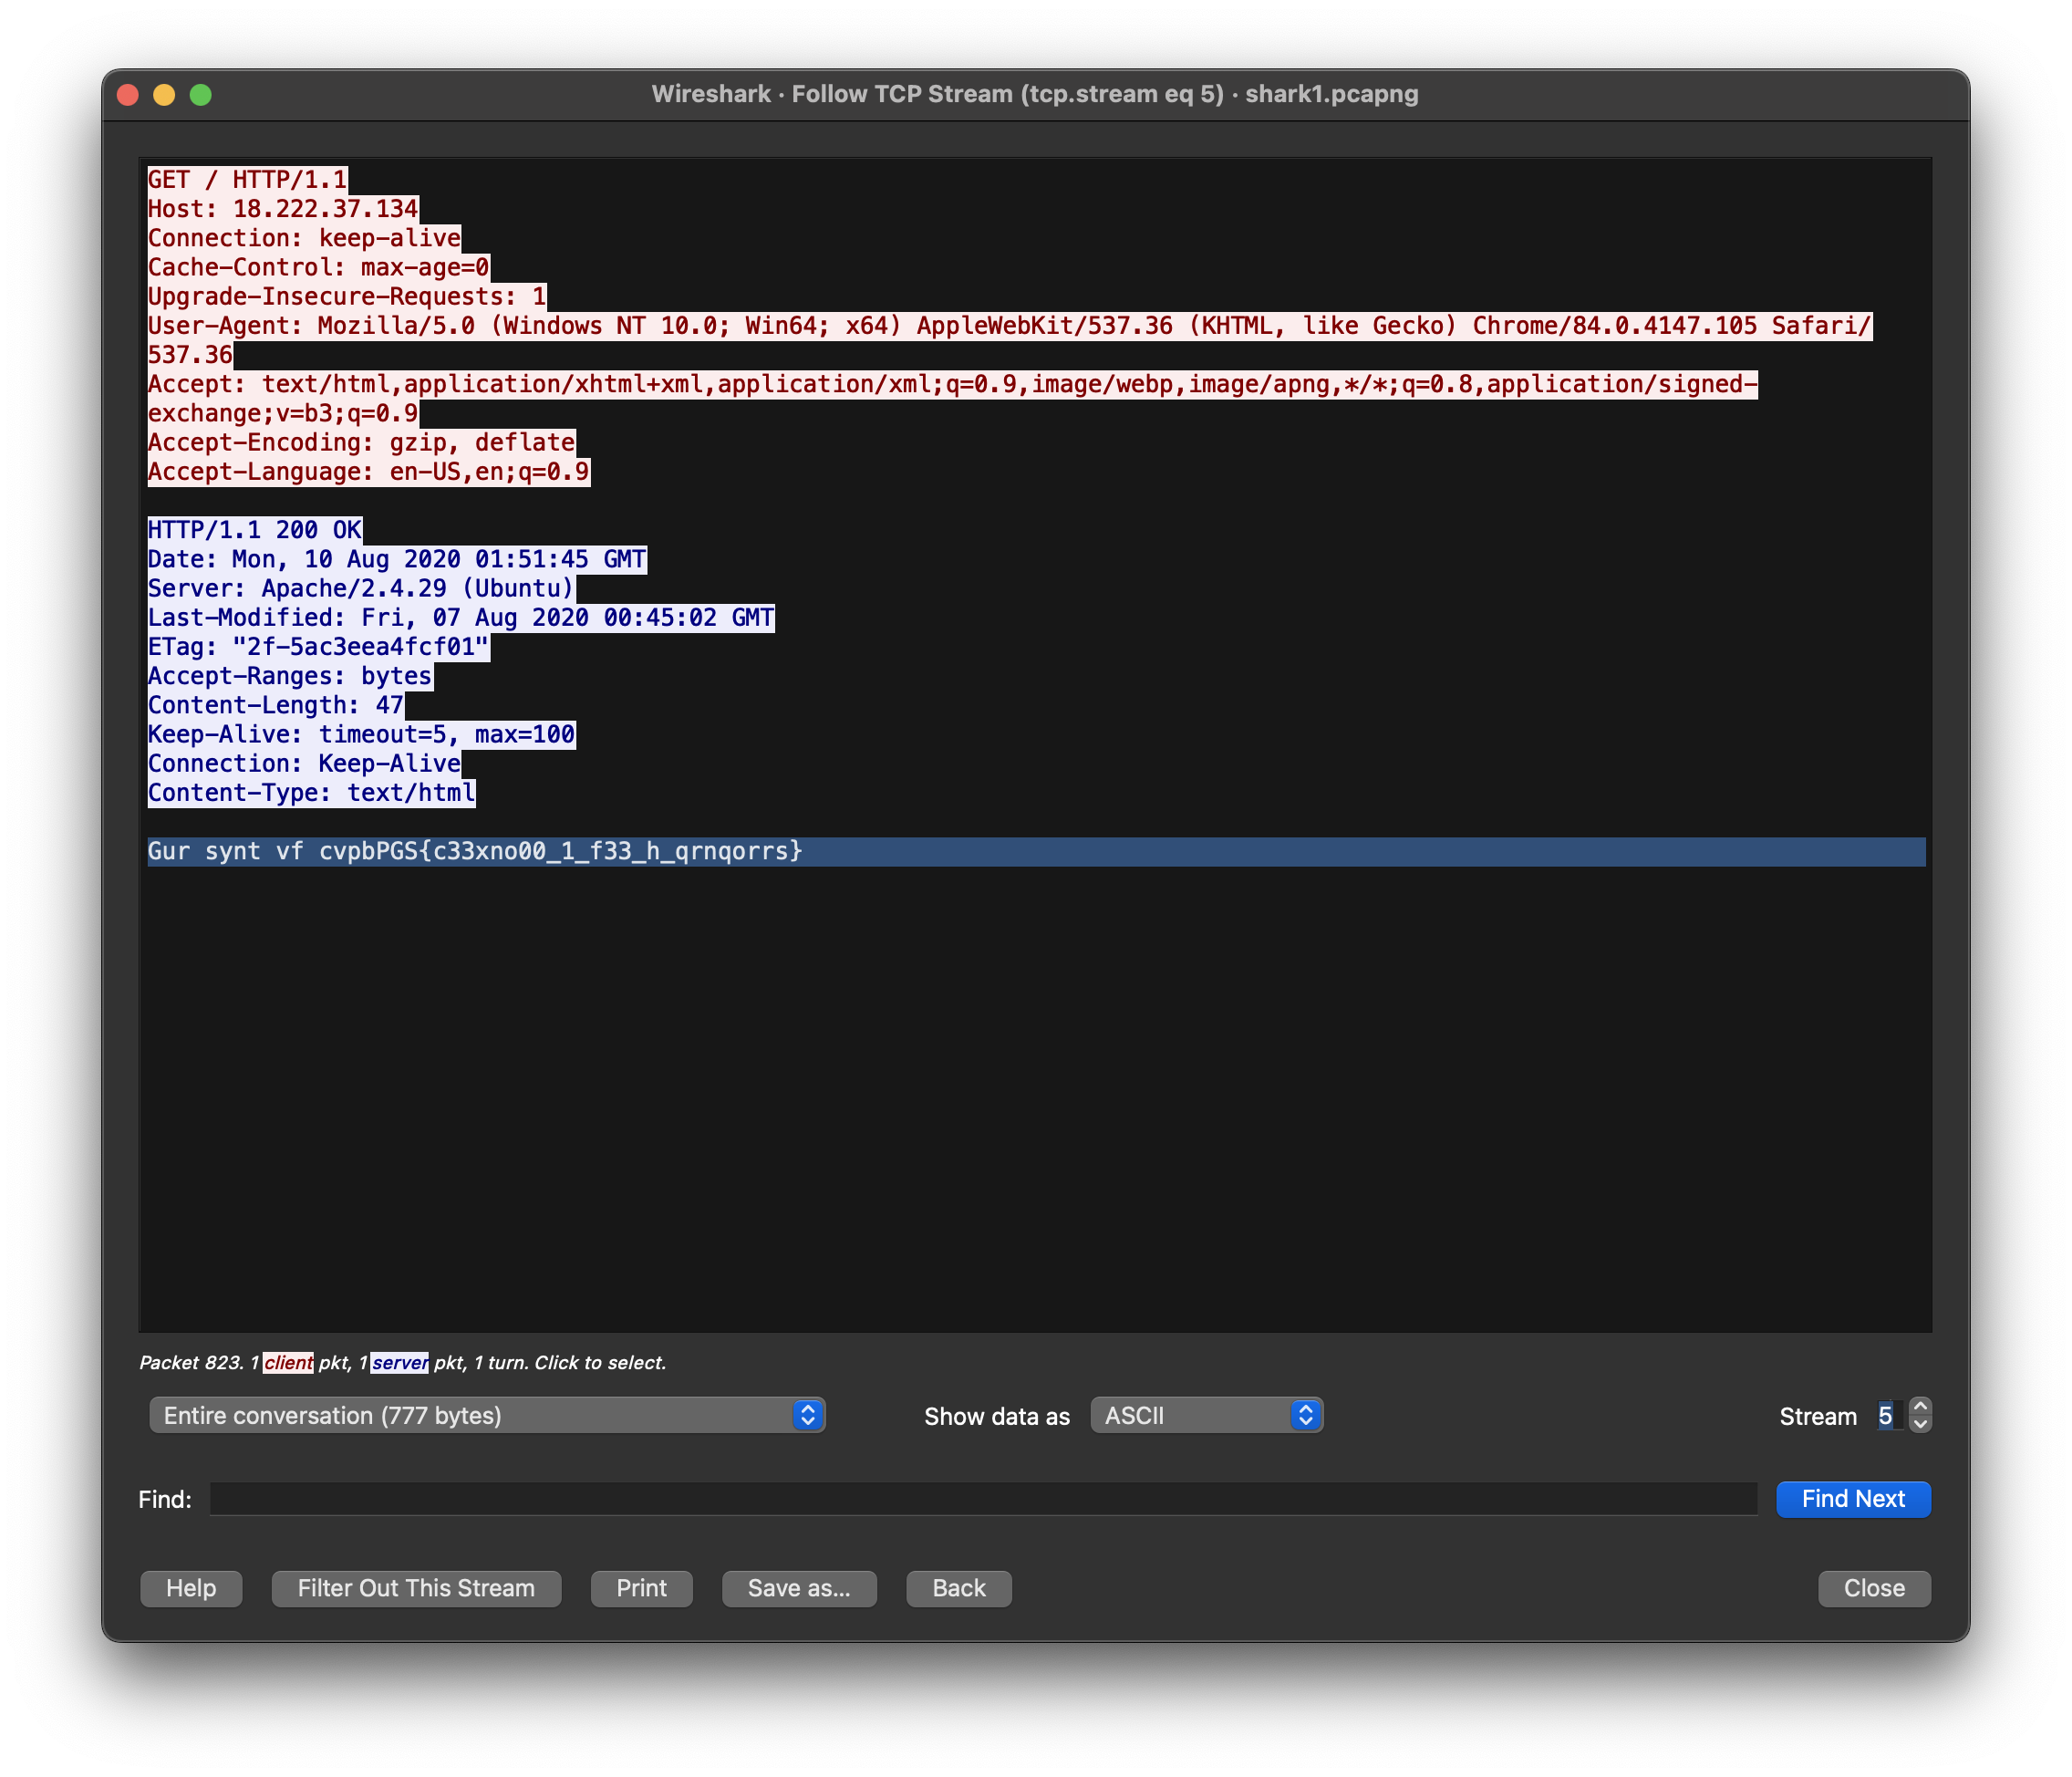 Wireshark · Follow TCP Stream (tcp.stream eq 5) · shark1.pcapng
GET / HTTP/1.1
Host: 18.222.37.134
Connection: keep-alive
Cache-Control: max-age=0
Upgrade-Insecure-Requests: 1
User-Agent: Mozilla/5.0 (Windows NT 10.0; Win64; x64) AppleWebKit/537.36 (KHTML, like Gecko) Chrome/84.0.4147.105 Safari/
537.36
Accept: text/html,application/xhtml+xml,application/xml;q=0.9,image/webp,image/apng,*/*;q=0.8,application/signed-
exchange;v=b3;q=0.9
Accept-Encoding: gzip, deflate
Accept-Language: en-US,en;q=0.9
HTTP/1.1 200 OK
Date: Mon, 10 Aug 2020 01:51:45 GMT
Server: Apache/2.4.29 (Ubuntu)
Last-Modified: Fri, 07 Aug 2020 00:45:02 GMT
ETag: "2f-5ac3eea4fcf01"
Accept-Ranges: bytes
Content-Length: 47
Keep-Alive: timeout=5, max=100
Connection: Keep-Alive
Content-Type: text/html
Gur synt vf cvpbPGS{c33xno00_1_f33_h_qrnqorrs}
Packet 823. 1 client pkt, 1 server pkt, 1 turn. Click to select.
Entire conversation (777 bytes) Show data as ASCII Stream 5
Find: Find Next
Help Filter Out This Stream Print Save as... Back Close